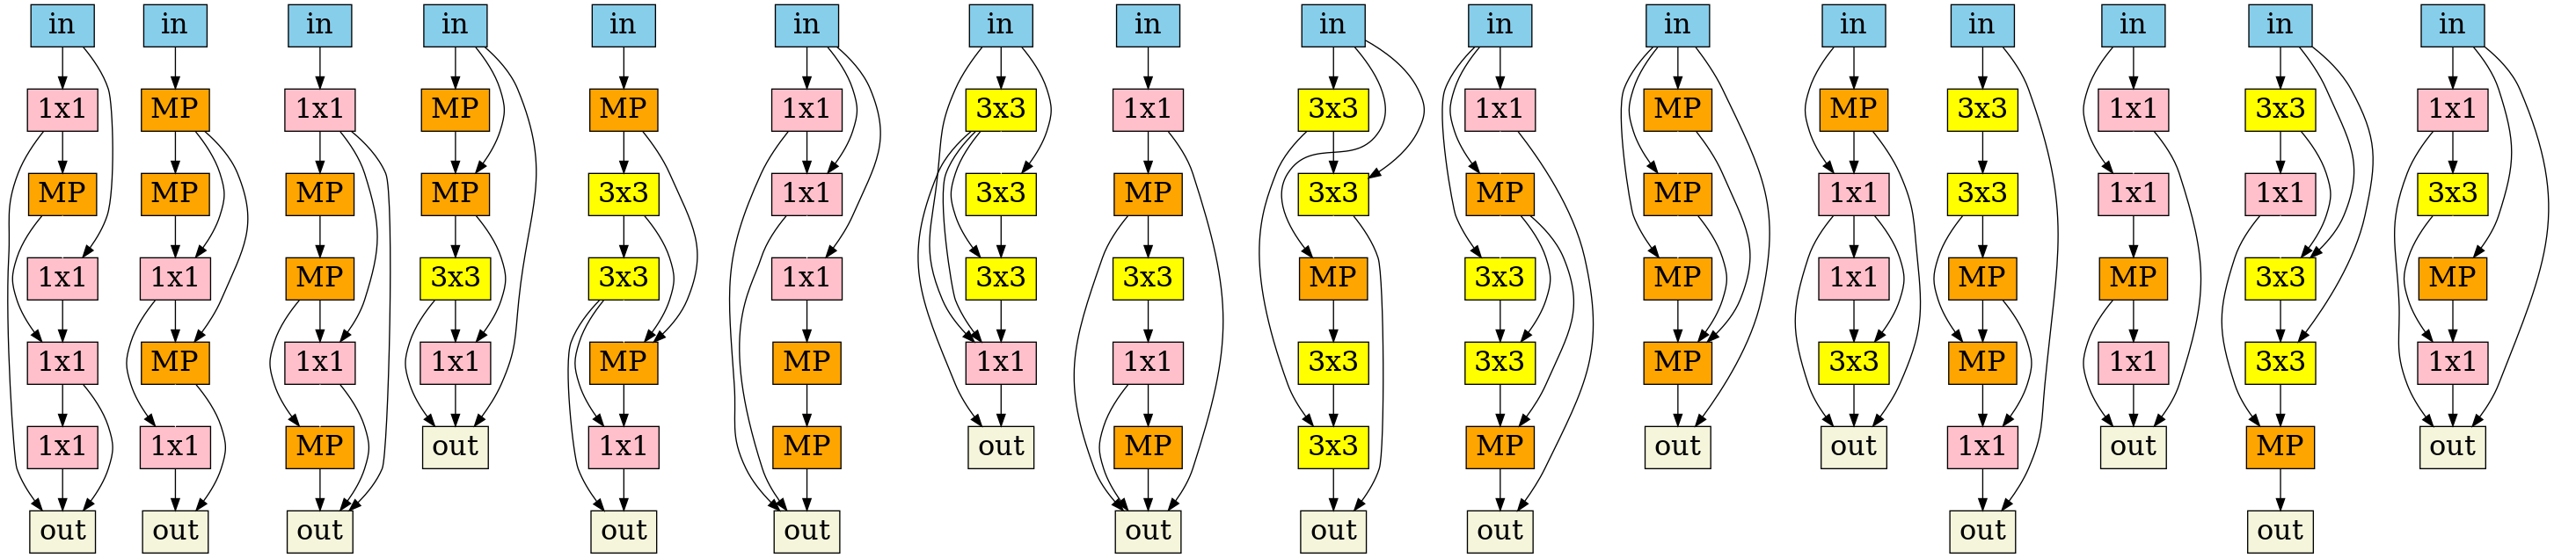 in in in in in in in in in in in in in in in in
1x1 MP 1x1 MP MP 1x1 3x3 1x1 3x3 1x1 MP MP 3x3 1x1 3x3 1x1
MP MP MP MP 3x3 1x1 3x3 MP 3x3 MP MP 1x1 3x3 1x1 1x1 3x3
1x1 1x1 MP 3x3 3x3 1x1 3x3 3x3 MP 3x3 MP 1x1 MP MP 3x3 MP
1x1 MP 1x1 1x1 MP MP 1x1 1x1 3x3 3x3 MP 3x3 MP 1x1 3x3 1x1
1x1 1x1 MP out 1x1 MP out MP 3x3 MP out out 1x1 out MP out
out out out out out out out out out out